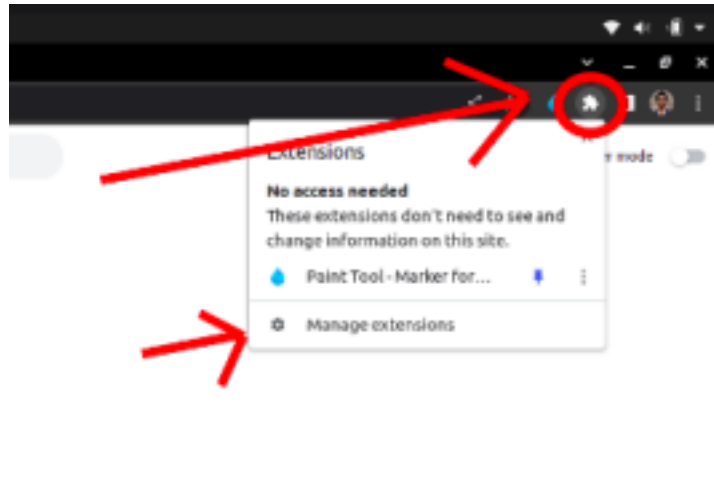 Extensions
mode
No access needed
These extensions don't need to see and
change information on this site.
Paint Tool - Marker for...
Manage extensions